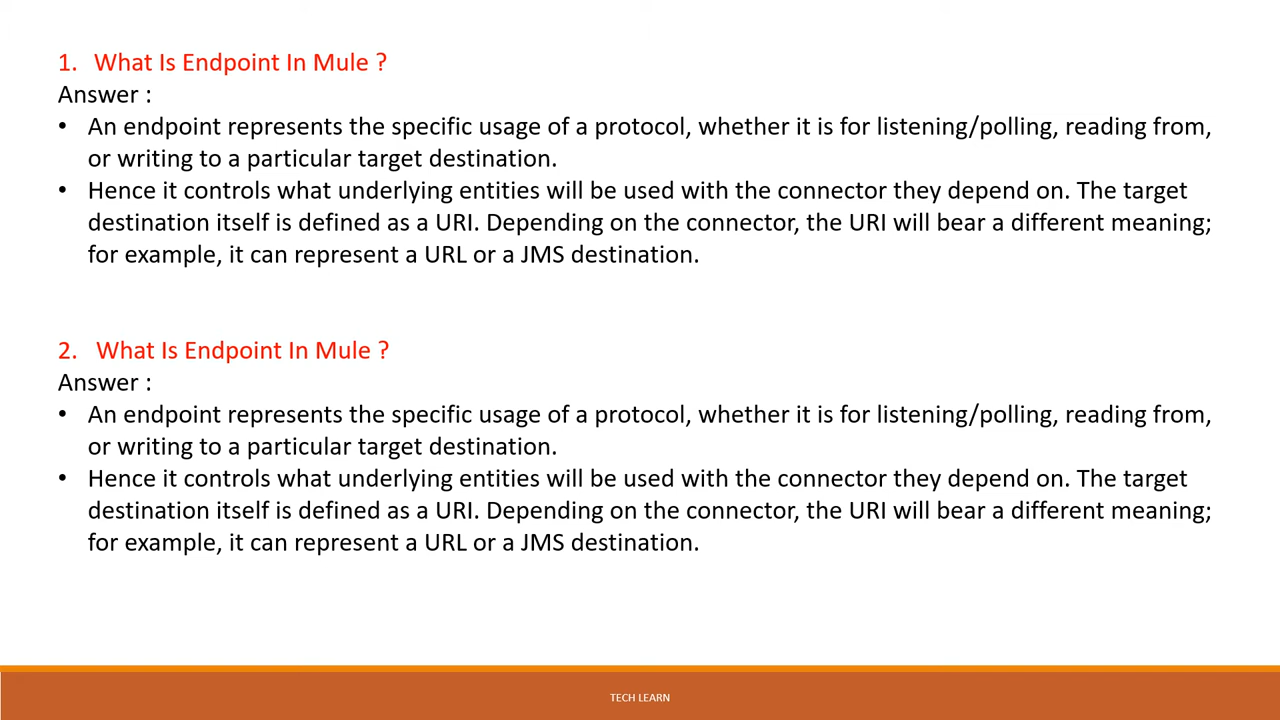 1. What Is Endpoint In Mule ?
Answer :
• An endpoint represents the specific usage of a protocol, whether it is for listening/polling, reading from,
or writing to a particular target destination.
• Hence it controls what underlying entities will be used with the connector they depend on. The target
destination itself is defined as a URI. Depending on the connector, the URI will bear a different meaning;
for example, it can represent a URL or a JMS destination.
2. What Is Endpoint In Mule ?
Answer :
• An endpoint represents the specific usage of a protocol, whether it is for listening/polling, reading from,
or writing to a particular target destination.
• Hence it controls what underlying entities will be used with the connector they depend on. The target
destination itself is defined as a URI. Depending on the connector, the URI will bear a different meaning;
for example, it can represent a URL or a JMS destination.
TECH LEARN